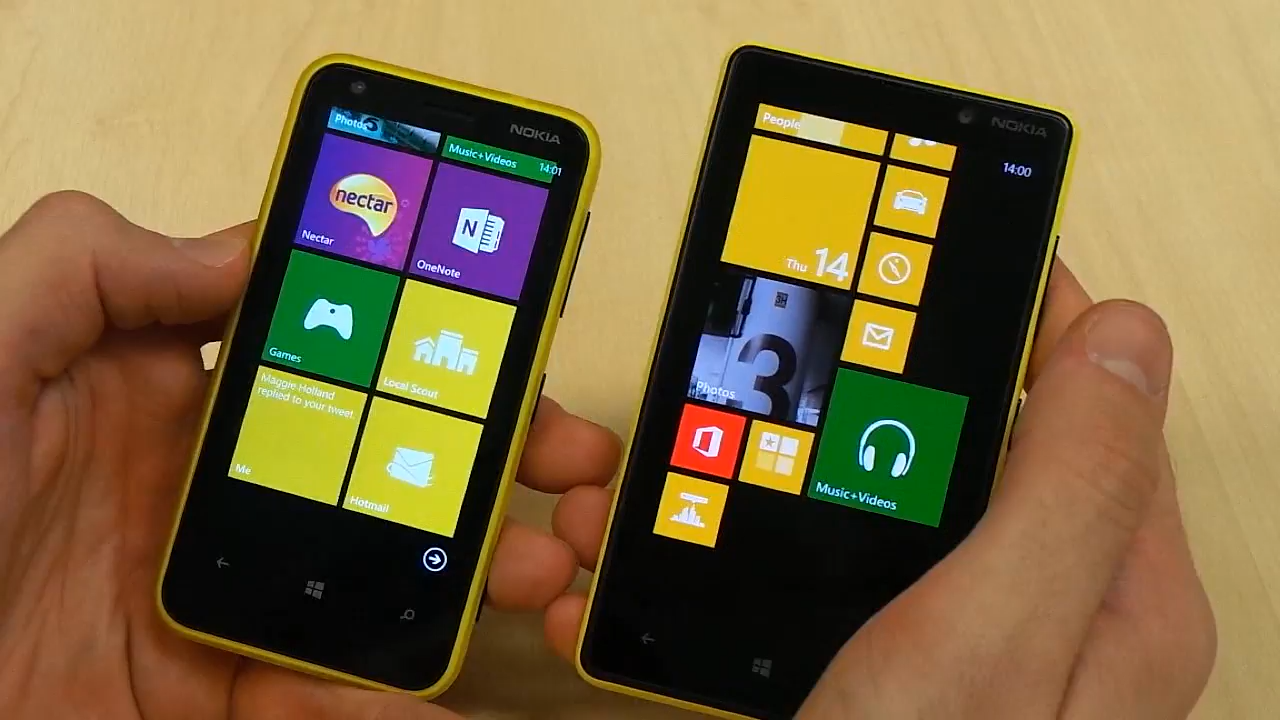 NOKIA
Photos
Music+Videos
14:01
nectar
Nectar
N
OneNote
Games
Local Scout
Maggie Holland
replied to your tweet.
Me
Hotmail
NOKIA
People
14:00
Thu 14
3
Photos
Music+Videos